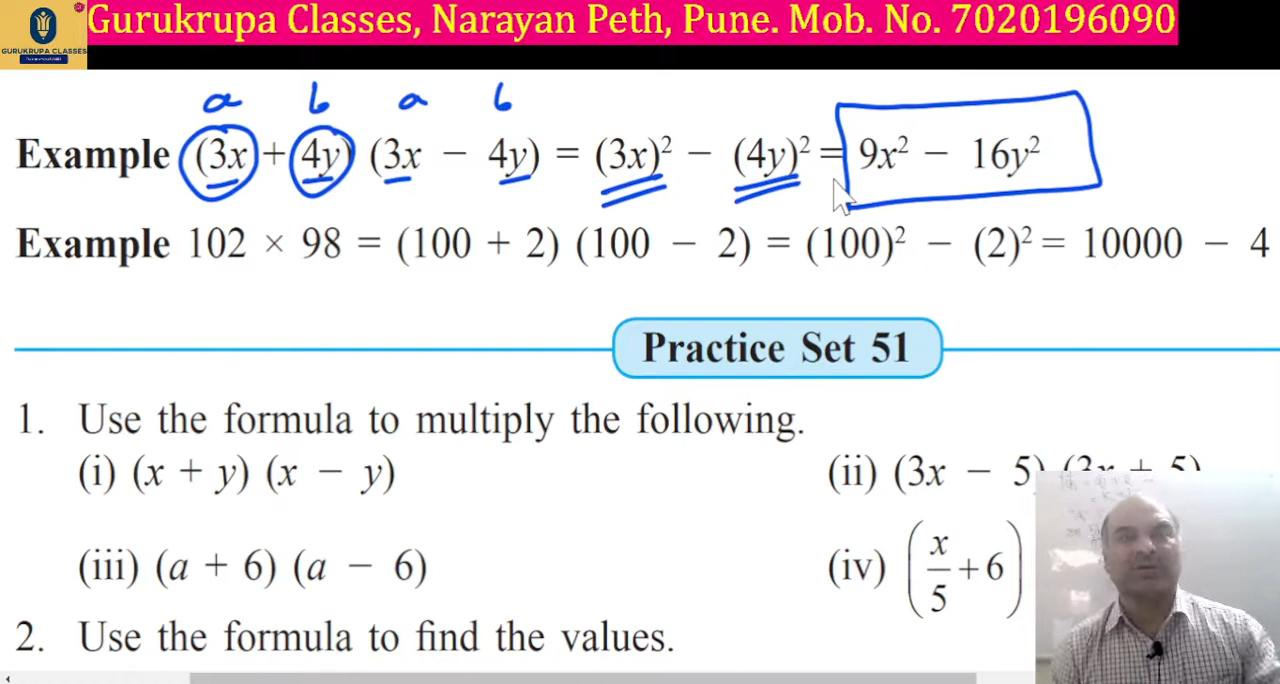 Gurukrupa Classes, Narayan Peth, Pune. Mob. No. 7020196090
GURUKRUPA CLASSES
a b a b
Example (3x + 4y) (3x − 4y) = (3x)² − (4y)² = 9x² − 16y²
Example 102 × 98 = (100 + 2) (100 − 2) = (100)² − (2)² = 10000 − 4
Practice Set 51
1. Use the formula to multiply the following.
(i) (x + y) (x − y) (ii) (3x − 5) (3x + 5)
(iii) (a + 6) (a − 6) (iv) (x/5 + 6)
2. Use the formula to find the values.